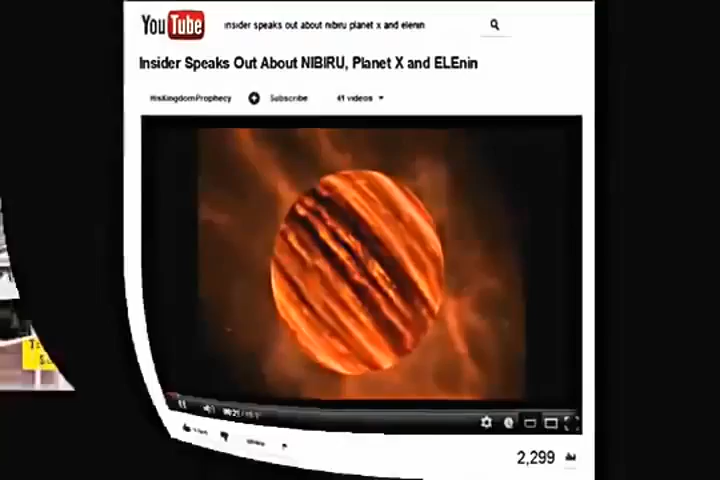 YouTube
insider speaks out about nibiru planet x and elenin
Insider Speaks Out About NIBIRU, Planet X and ELEnin
HisKingdomProphecy
Subscribe
41 videos
2,299